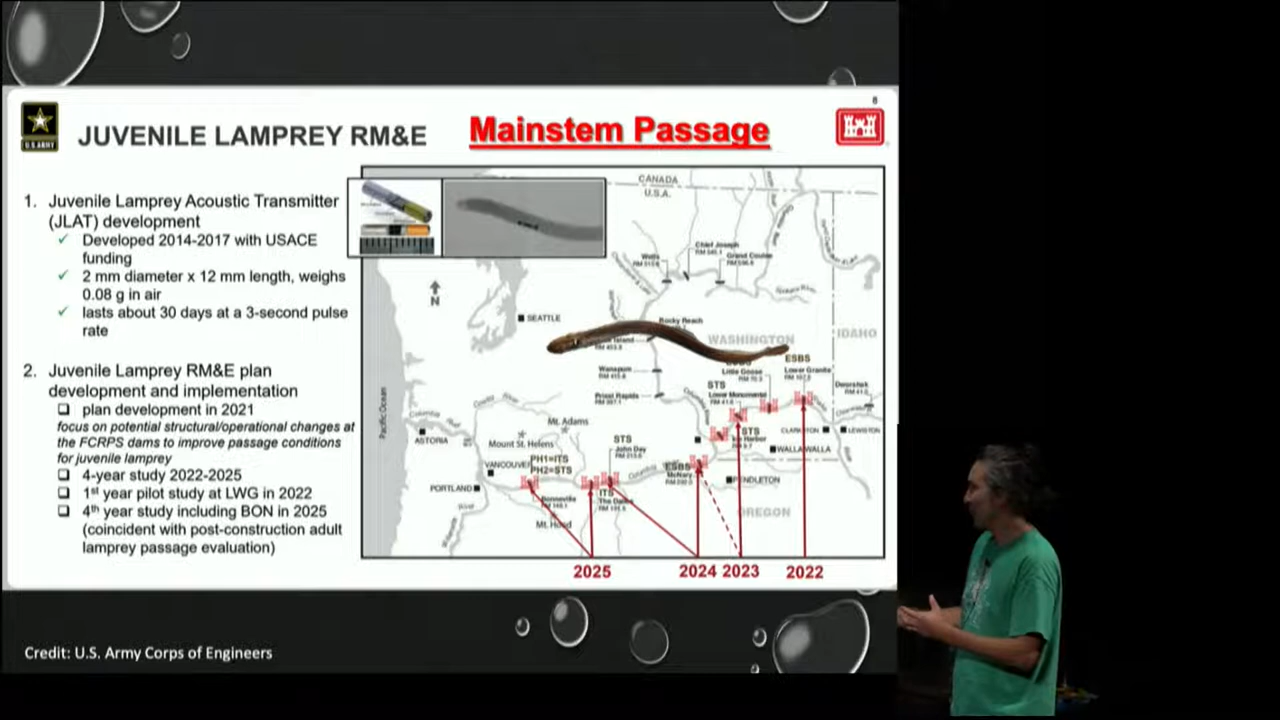 8
U.S.ARMY
JUVENILE LAMPREY RM&E
Mainstem Passage
1. Juvenile Lamprey Acoustic Transmitter
(JLAT) development
✓ Developed 2014-2017 with USACE
funding
✓ 2 mm diameter x 12 mm length, weighs
0.08 g in air
✓ lasts about 30 days at a 3-second pulse
rate
2. Juvenile Lamprey RM&E plan
development and implementation
❑ plan development in 2021
focus on potential structural/operational changes at
the FCRPS dams to improve passage conditions
for juvenile lamprey
❑ 4-year study 2022-2025
❑ 1st year pilot study at LWG in 2022
❑ 4th year study including BON in 2025
(coincident with post-construction adult
lamprey passage evaluation)
CANADA
U.S.A.
Chief Joseph
Wells
Grand Coulee
N
SEATTLE
Rocky Reach
WASHINGTON
IDAHO
Wanapum
Priest Rapids
ESBS
Little Goose
Lower Granite
Dworshak
STS
Lower Monumental
Pacific Ocean
Columbia
ASTORIA
Mt. Adams
Mount St. Helens
STS
John Day
STS
Ice Harbor
CLARKSTON
LEWISTON
WALLA WALLA
VANCOUVER
PH1=ITS
PH2=STS
ESBS
McNary
PORTLAND
Bonneville
ITS
The Dalles
PENDLETON
Mt. Hood
OREGON
2025
2024
2023
2022
Credit: U.S. Army Corps of Engineers